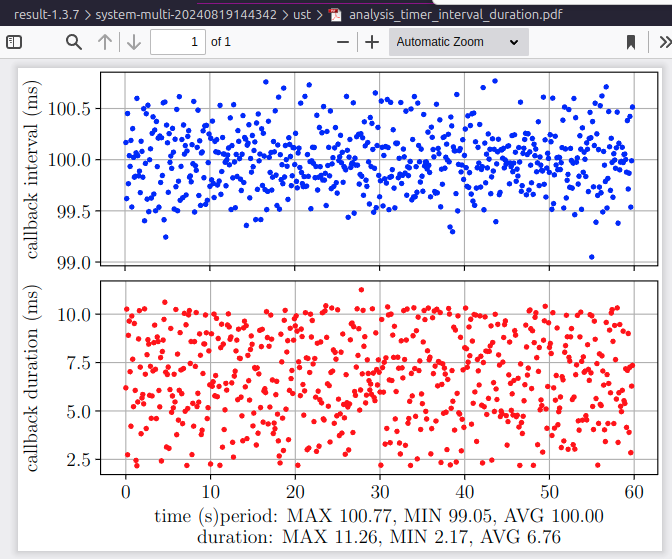 result-1.3.7 > system-multi-20240819144342 > ust > analysis_timer_interval_duration.pdf
1 of 1 Automatic Zoom
callback interval (ms)
100.5
100.0
99.5
99.0
callback duration (ms)
10.0
7.5
5.0
2.5
0 10 20 30 40 50 60
time (s)period: MAX 100.77, MIN 99.05, AVG 100.00
duration: MAX 11.26, MIN 2.17, AVG 6.76